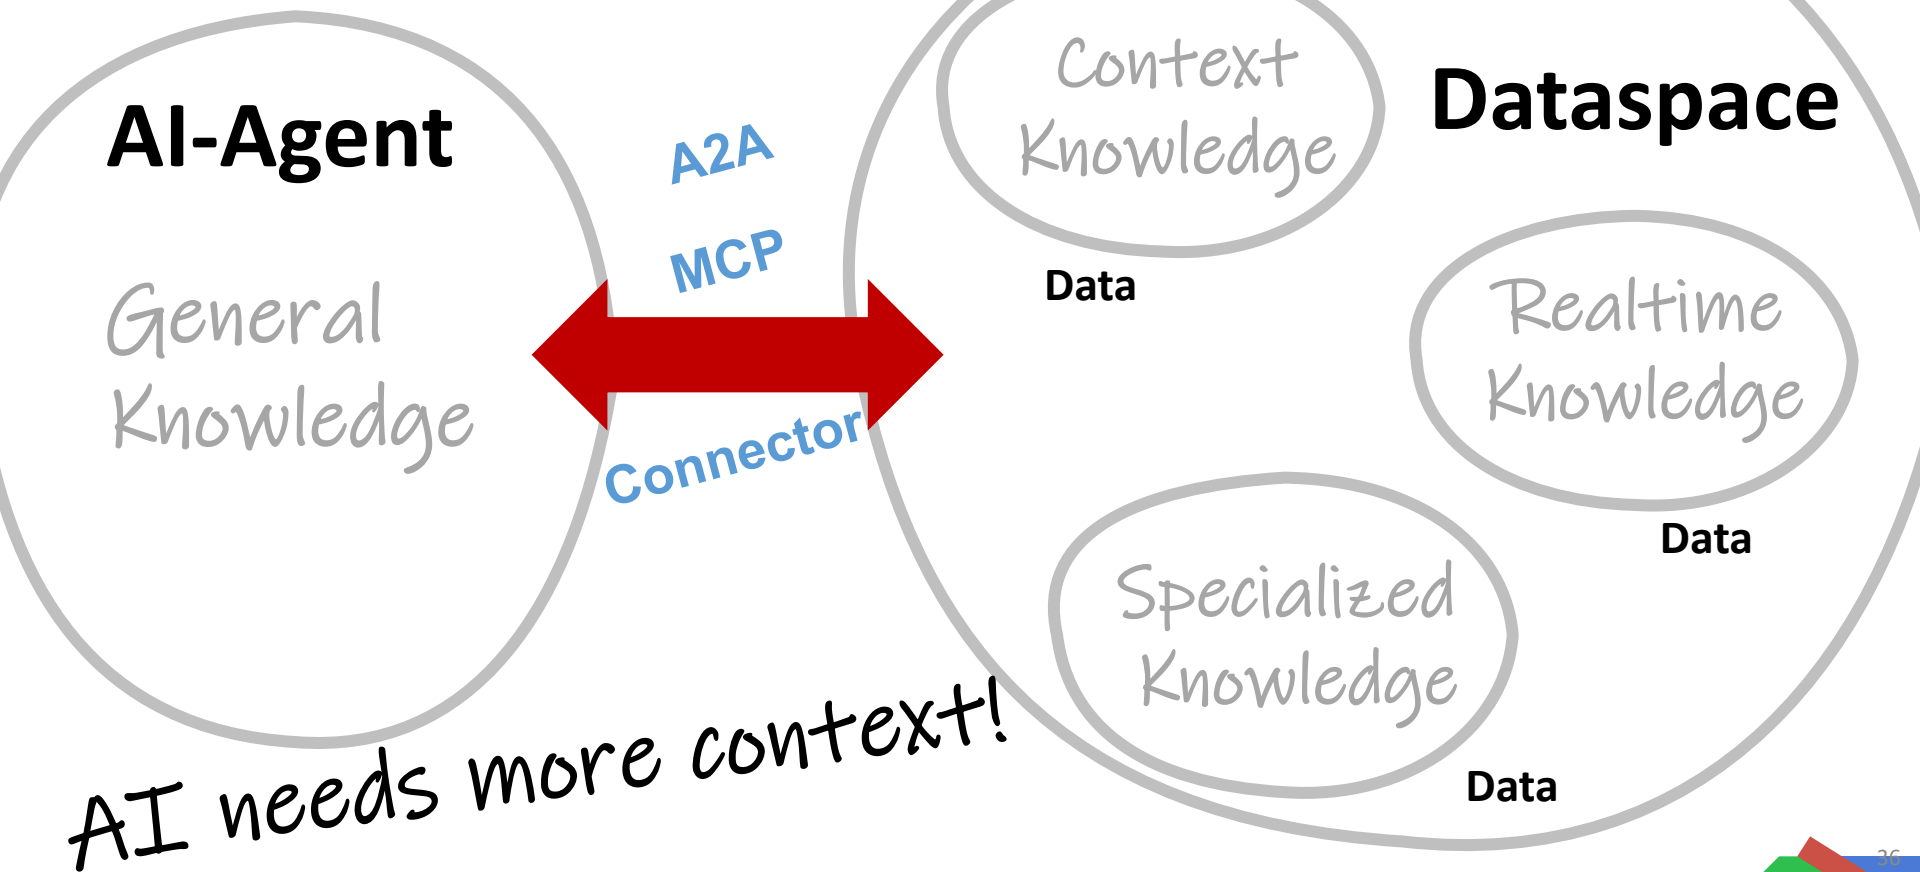 AI-Agent
General
Knowledge
A2A
MCP
Connector
Dataspace
Context
Knowledge
Data
Realtime
Knowledge
Data
Specialized
Knowledge
Data
AI needs more context!
36